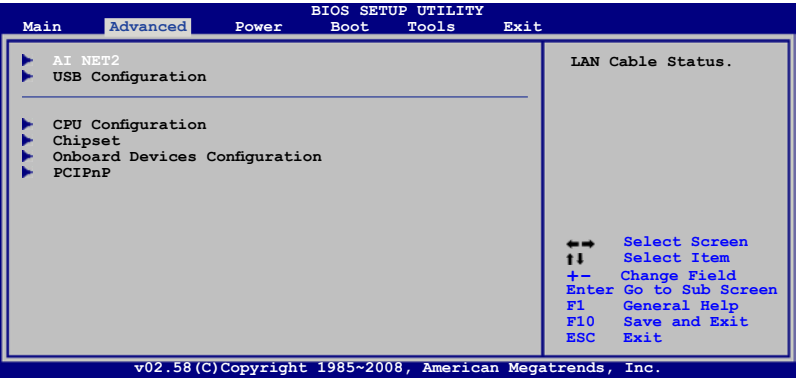 BIOS SETUP UTILITY
Main Advanced Power Boot Tools Exit
AI NET2
USB Configuration
CPU Configuration
Chipset
Onboard Devices Configuration
PCIPnP
LAN Cable Status.
←→ Select Screen
↑↓ Select Item
+- Change Field
Enter Go to Sub Screen
F1 General Help
F10 Save and Exit
ESC Exit
v02.58(C)Copyright 1985~2008, American Megatrends, Inc.